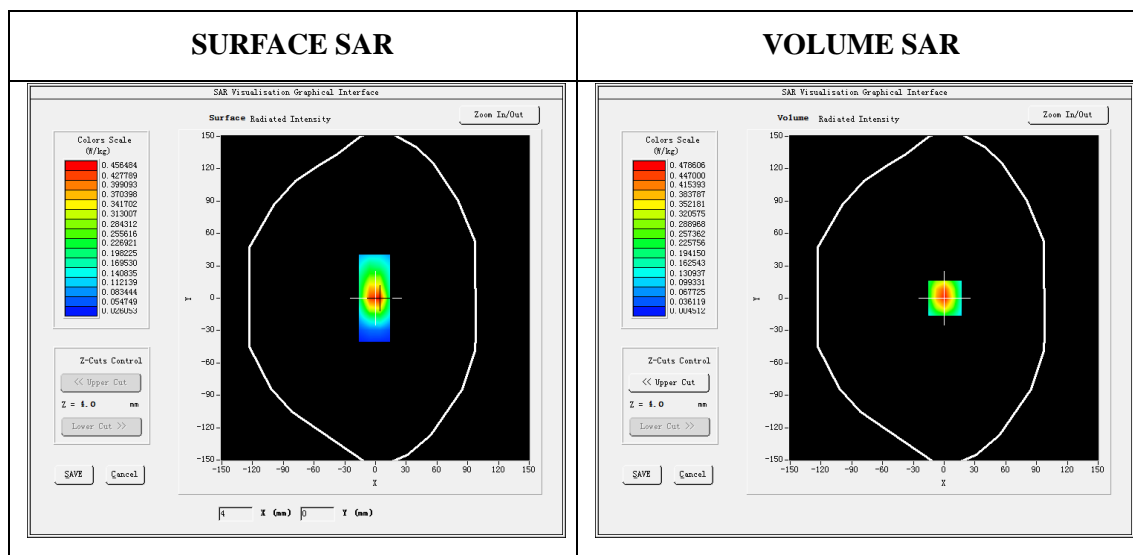 SURFACE SAR
SAR Visualisation Graphical Interface
Surface Radiated Intensity
Zoom In/Out
Colors Scale
(W/kg)
0.456484
0.427789
0.399093
0.370398
0.341702
0.313007
0.284312
0.255616
0.226921
0.198225
0.169530
0.140835
0.112139
0.083444
0.054749
0.026053
Z-Cuts Control
<< Upper Cut
Z = 4.0 mm
Lower Cut >>
SAVE Cancel
150
120
90
60
30
0
-30
-60
-90
-120
-150
Y
-150 -120 -90 -60 -30 0 30 60 90 120 150
X
4 X (mm) 0 Y (mm)
VOLUME SAR
SAR Visualisation Graphical Interface
Volume Radiated Intensity
Zoom In/Out
Colors Scale
(W/kg)
0.478606
0.447000
0.415393
0.383787
0.352181
0.320575
0.288968
0.257362
0.225756
0.194150
0.162543
0.130937
0.099331
0.067725
0.036119
0.004512
Z-Cuts Control
<< Upper Cut
Z = 4.0 mm
Lower Cut >>
SAVE Cancel
150
120
90
60
30
0
-30
-60
-90
-120
-150
Y
-150 -120 -90 -60 -30 0 30 60 90 120 150
X